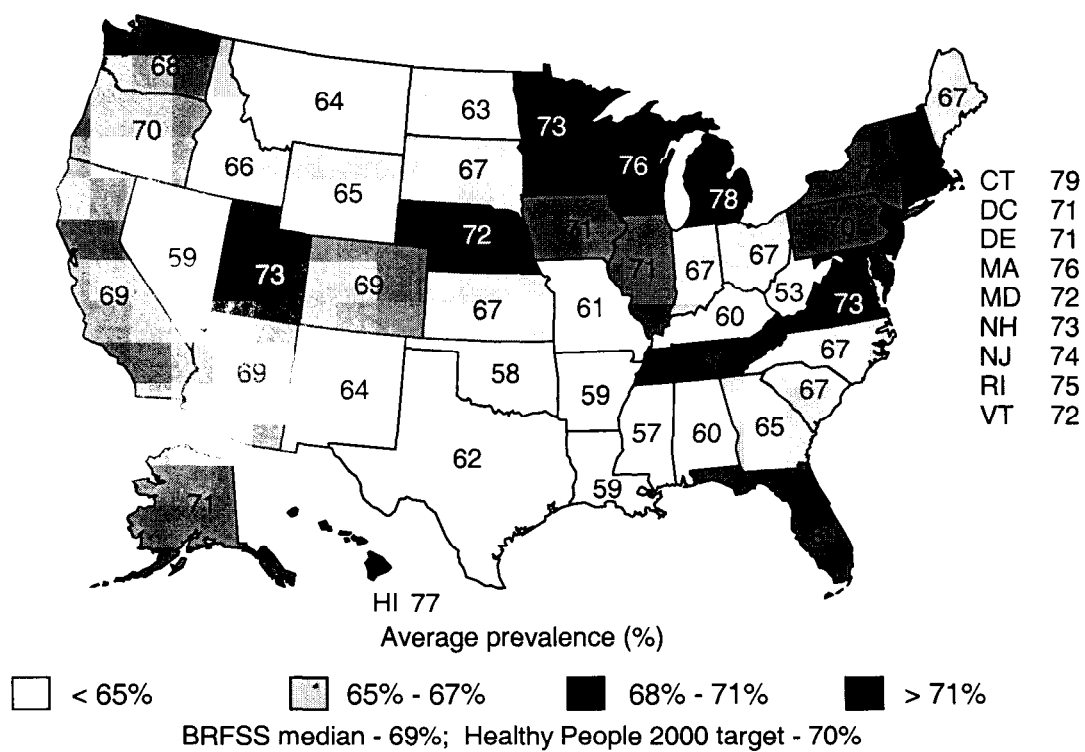 68
64
63
73
67
70
76
66
67
65
78
72
71
67
59
73
69
71
67
53
69
67
61
60
73
67
69
64
58
59
67
57
60
65
62
59
71
CT 79
DC 71
DE 71
MA 76
MD 72
NH 73
NJ 74
RI 75
VT 72
HI 77
Average prevalence (%)
< 65%
65% - 67%
68% - 71%
> 71%
BRFSS median - 69%; Healthy People 2000 target - 70%